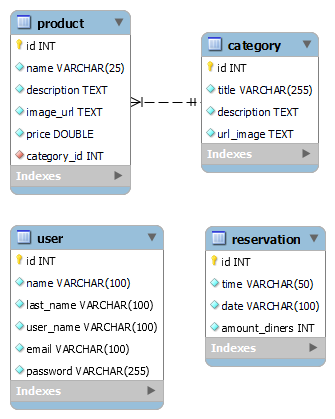 product
id INT
name VARCHAR(25)
description TEXT
image_url TEXT
price DOUBLE
category_id INT
Indexes
category
id INT
title VARCHAR(255)
description TEXT
url_image TEXT
Indexes
user
id INT
name VARCHAR(100)
last_name VARCHAR(100)
user_name VARCHAR(100)
email VARCHAR(100)
password VARCHAR(255)
Indexes
reservation
id INT
time VARCHAR(50)
date VARCHAR(100)
amount_diners INT
Indexes